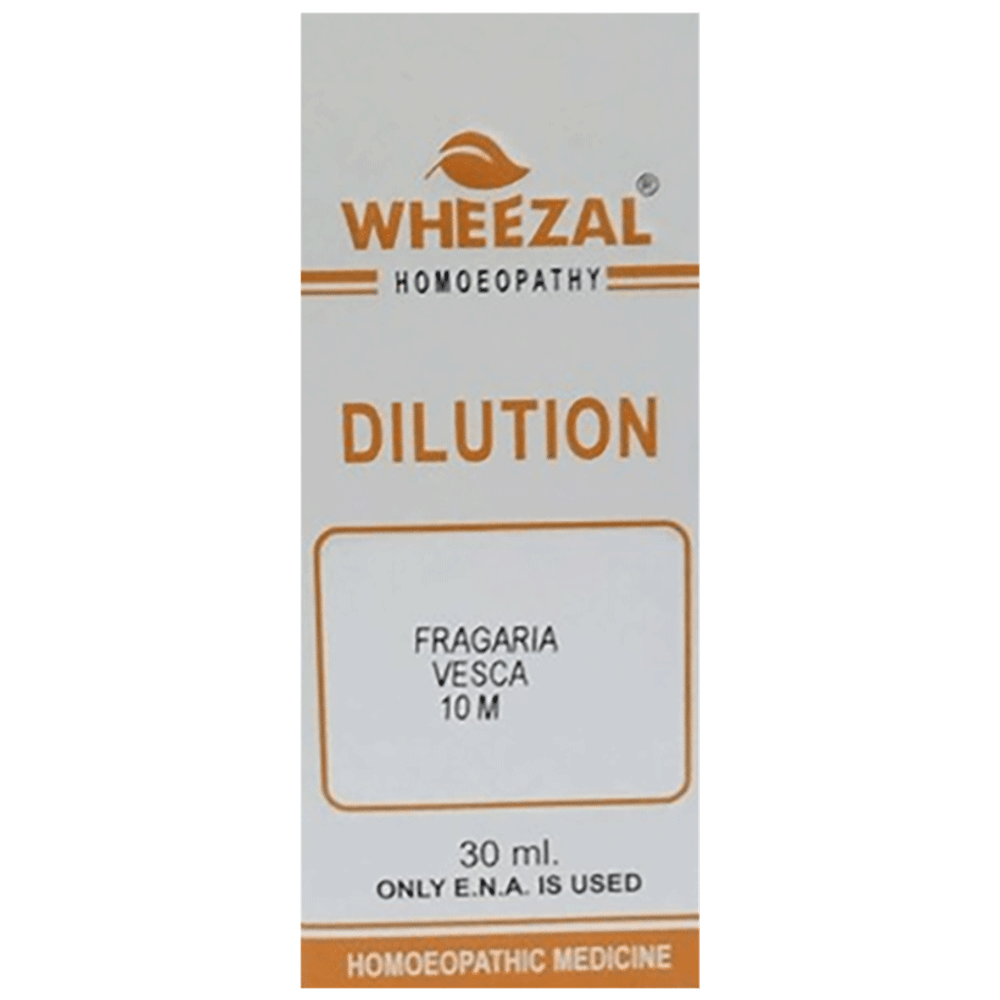 WHEEZAL®
HOMOEOPATHY
DILUTION
FRAGARIA
VESCA
10 M
30 ml.
ONLY E.N.A. IS USED
HOMOEOPATHIC MEDICINE